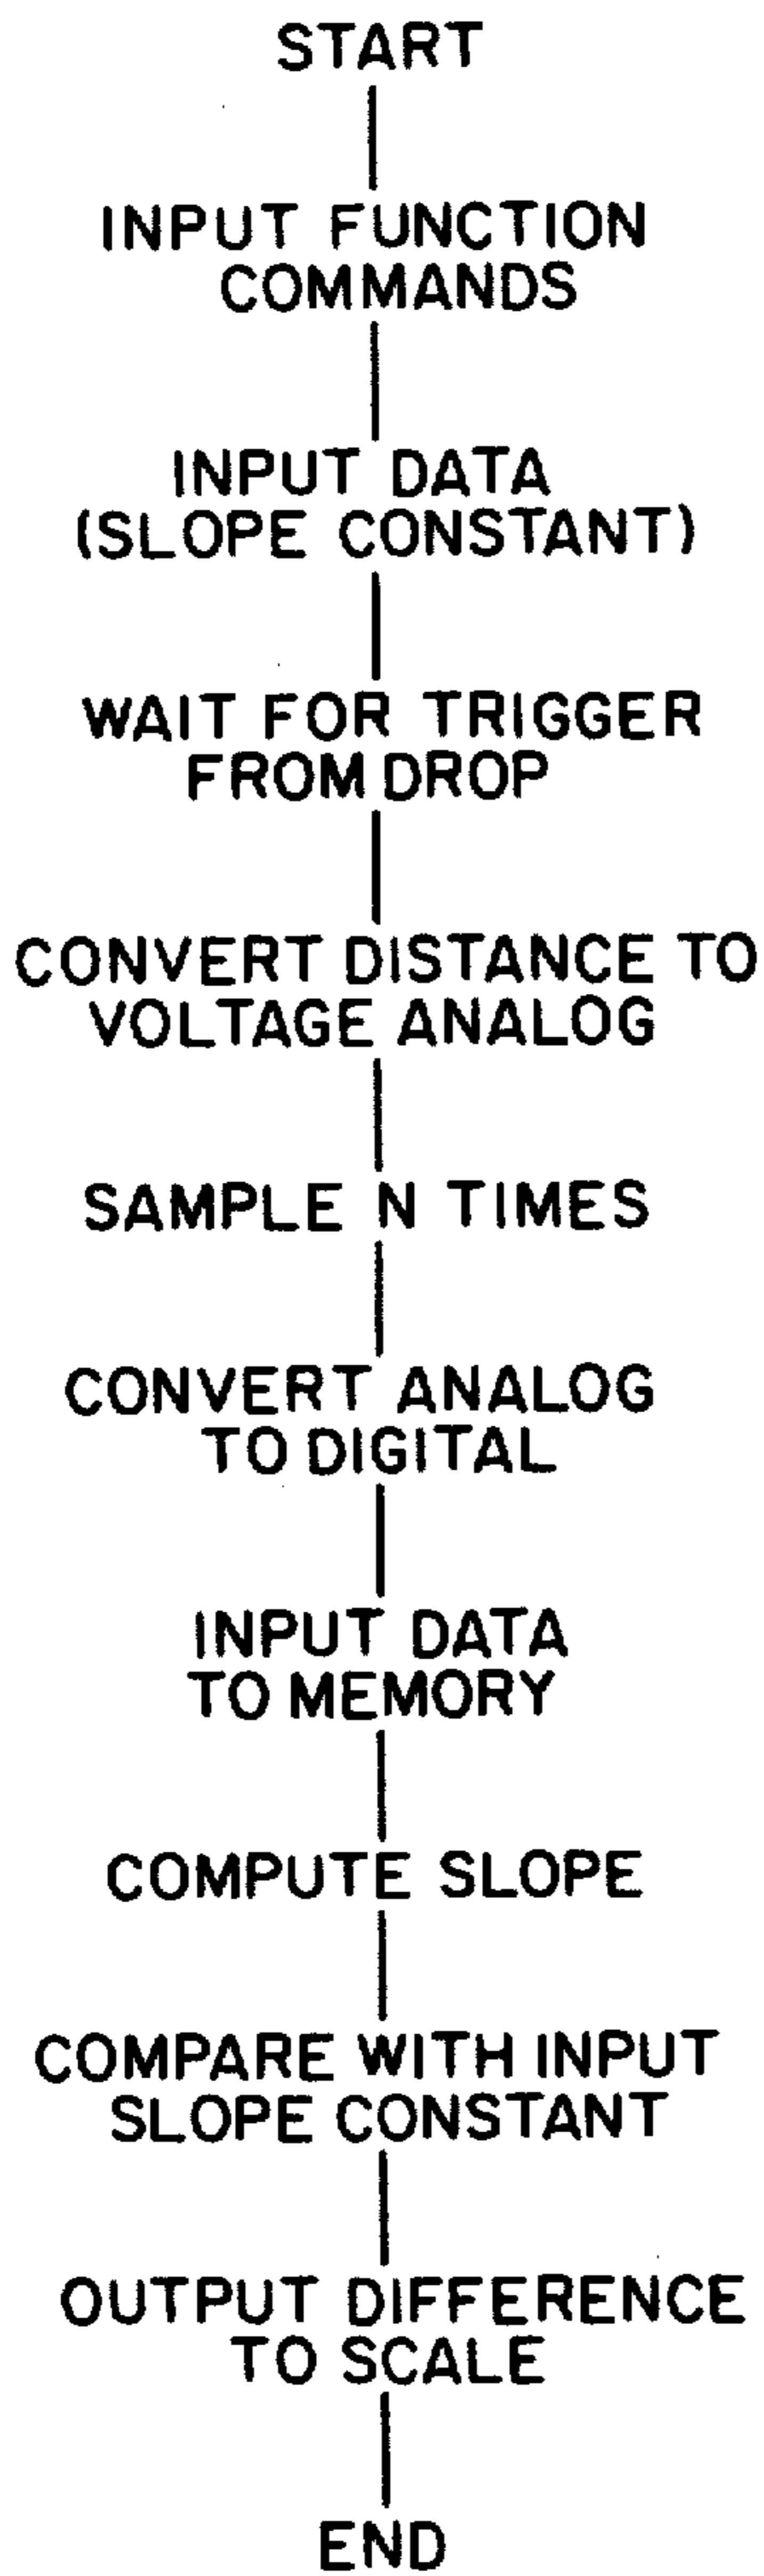 START
INPUT FUNCTION
COMMANDS
INPUT DATA
(SLOPE CONSTANT)
WAIT FOR TRIGGER
FROM DROP
CONVERT DISTANCE TO
VOLTAGE ANALOG
SAMPLE N TIMES
CONVERT ANALOG
TO DIGITAL
INPUT DATA
TO MEMORY
COMPUTE SLOPE
COMPARE WITH INPUT
SLOPE CONSTANT
OUTPUT DIFFERENCE
TO SCALE
END